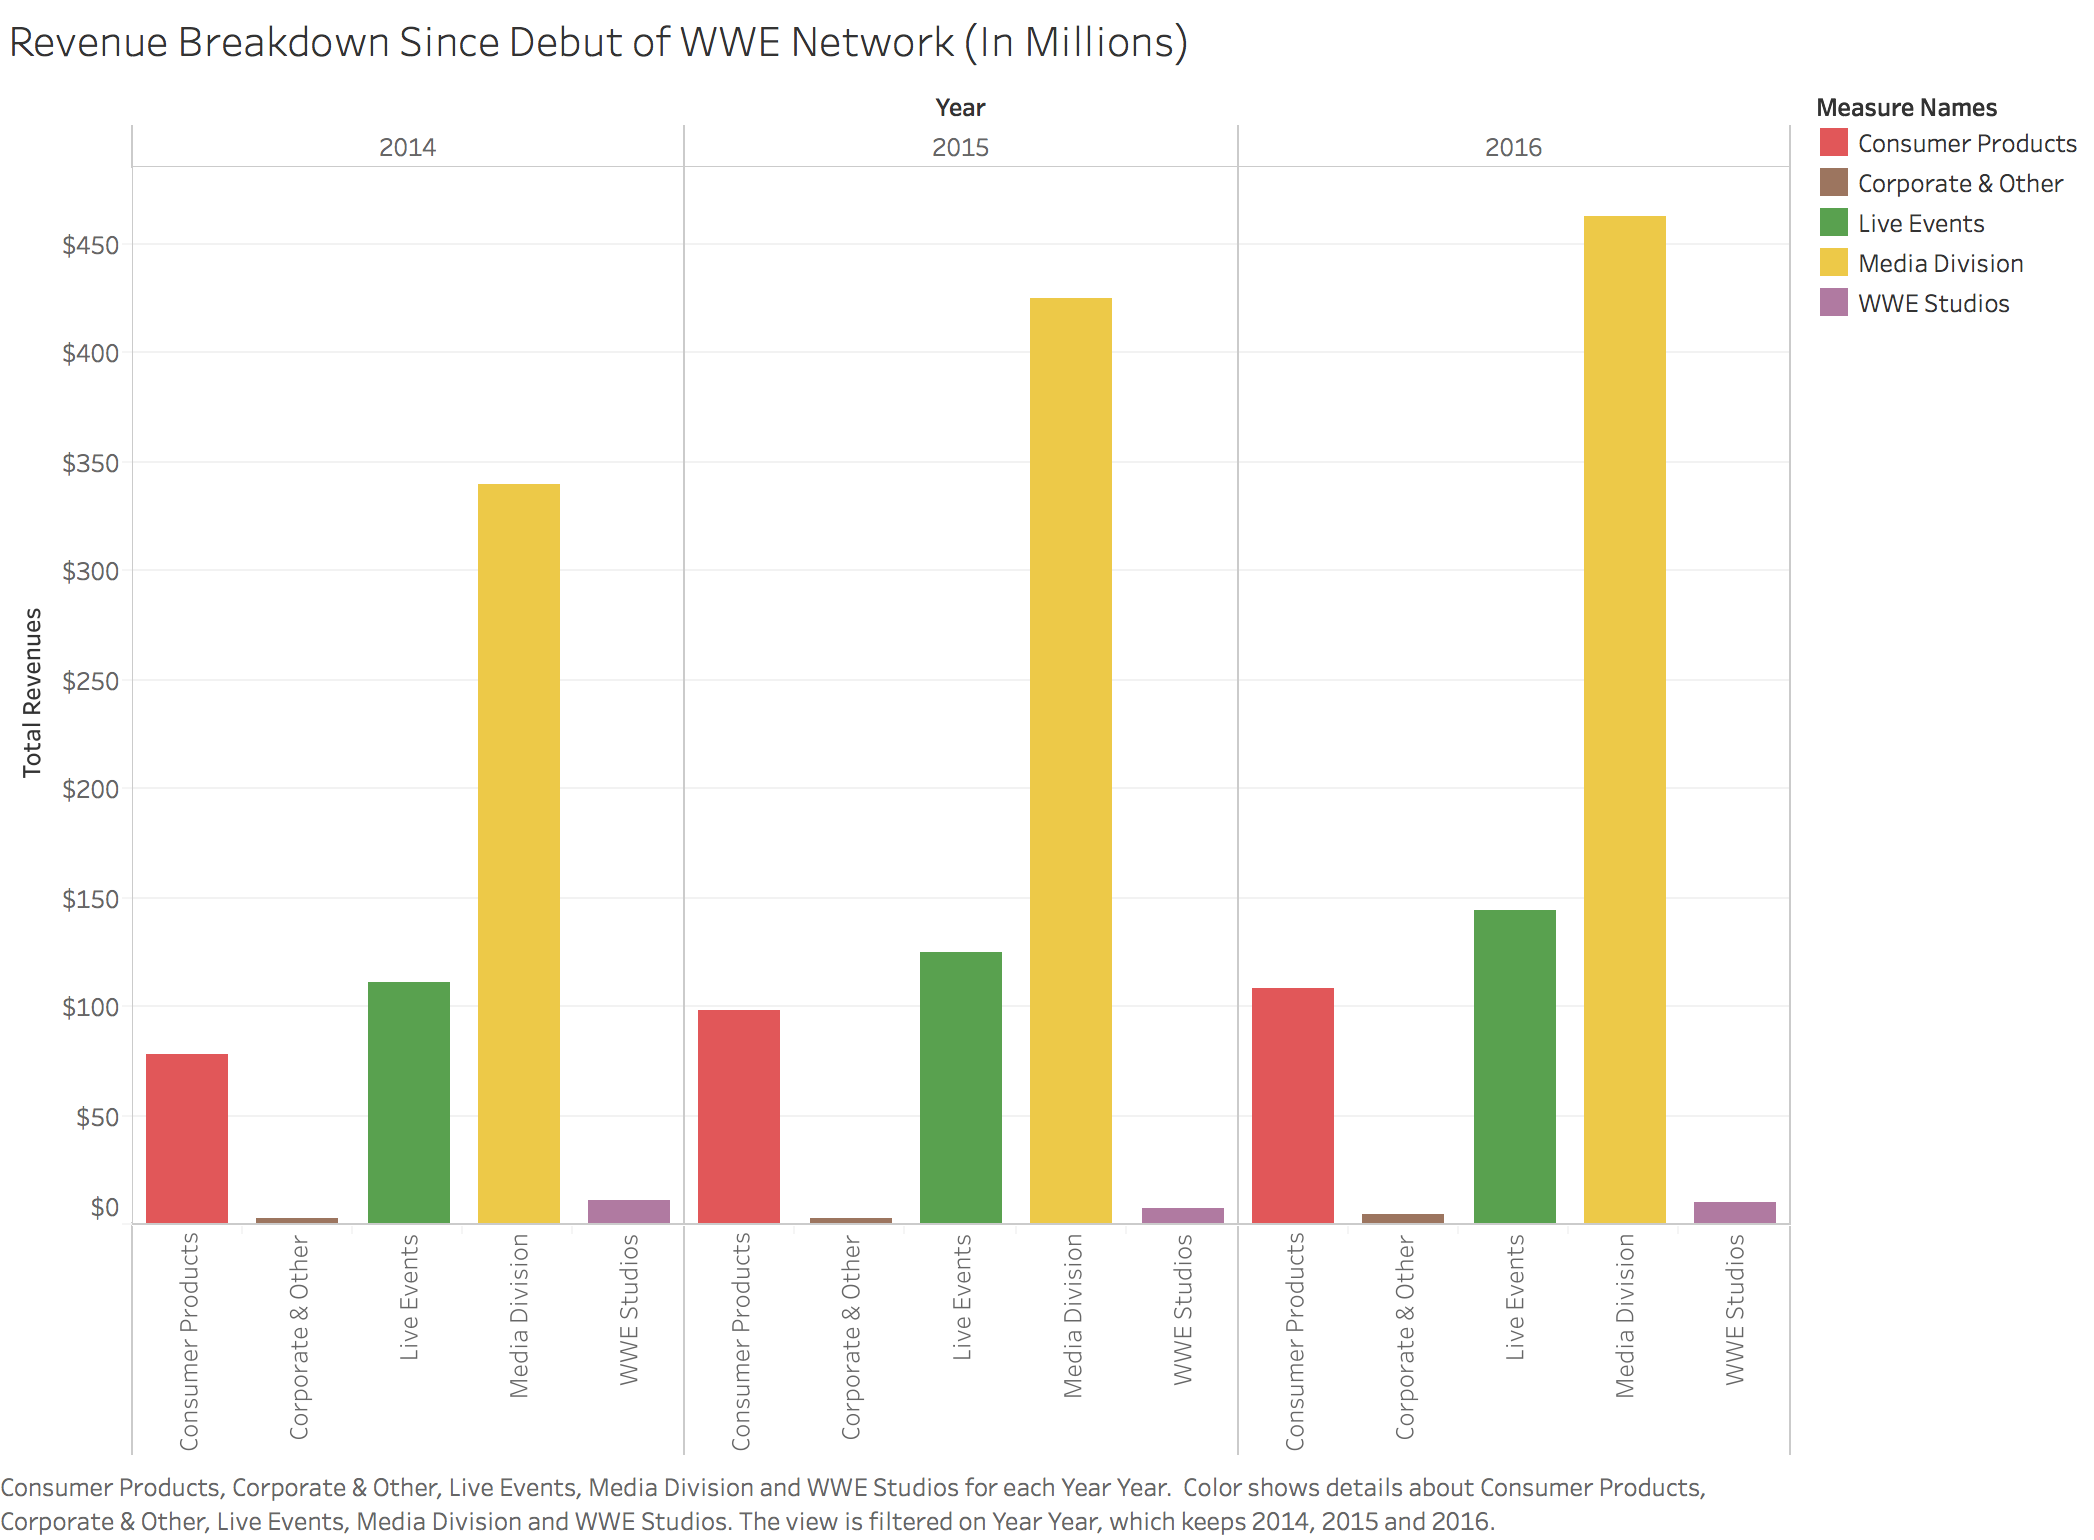 Revenue Breakdown Since Debut of WWE Network (In Millions)
Year
2014
2015
2016
Measure Names
Consumer Products
Corporate & Other
Live Events
Media Division
WWE Studios
Total Revenues
$450
$400
$350
$300
$250
$200
$150
$100
$50
$0
Consumer Products
Corporate & Other
Live Events
Media Division
WWE Studios
Consumer Products
Corporate & Other
Live Events
Media Division
WWE Studios
Consumer Products
Corporate & Other
Live Events
Media Division
WWE Studios
Consumer Products, Corporate & Other, Live Events, Media Division and WWE Studios for each Year Year.  Color shows details about Consumer Products,
Corporate & Other, Live Events, Media Division and WWE Studios. The view is filtered on Year Year, which keeps 2014, 2015 and 2016.